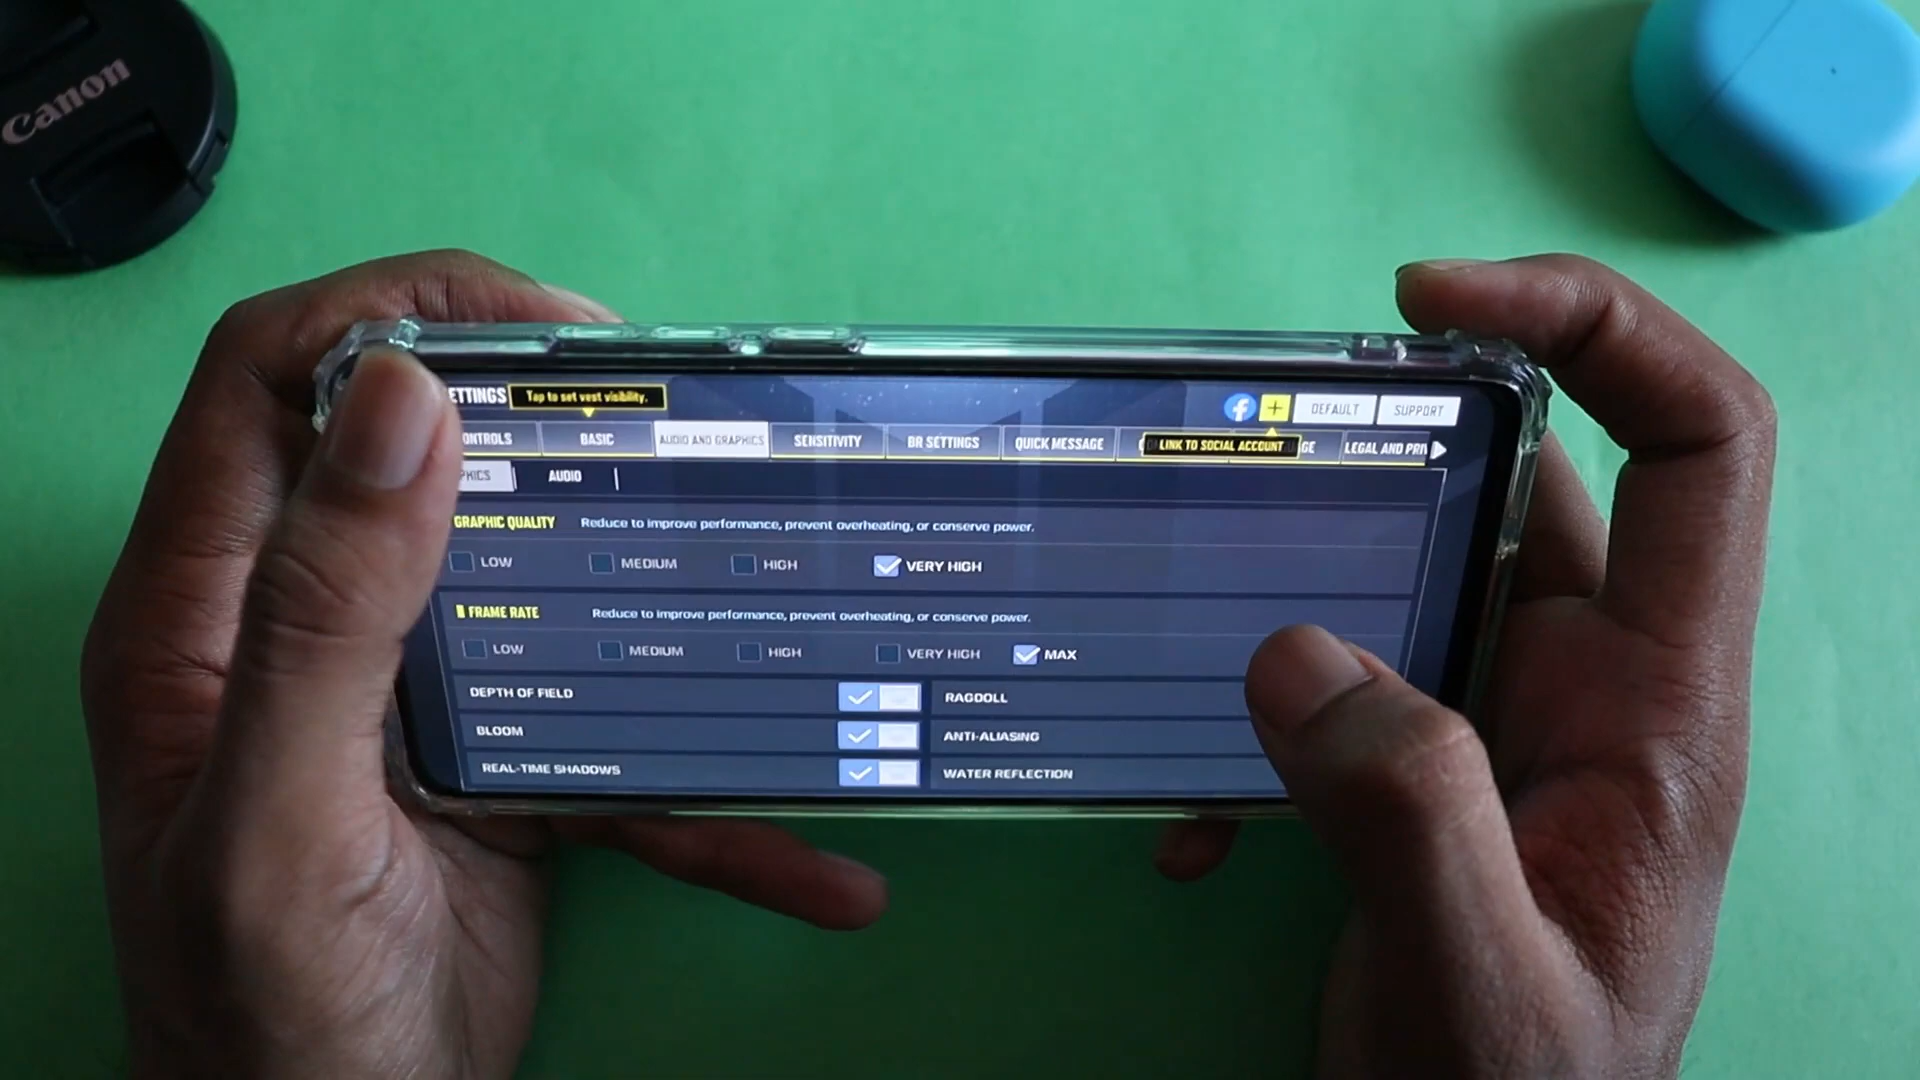 Canon
ETTINGS Tap to set vest visibility. DEFAULT SUPPORT
ONTROLS BASIC AUDIO AND GRAPHICS SENSITIVITY BR SETTINGS QUICK MESSAGE LINK TO SOCIAL ACCOUNT GE LEGAL AND PRI
PHICS AUDIO
GRAPHIC QUALITY Reduce to improve performance, prevent overheating, or conserve power.
LOW MEDIUM HIGH VERY HIGH
FRAME RATE Reduce to improve performance, prevent overheating, or conserve power.
LOW MEDIUM HIGH VERY HIGH MAX
DEPTH OF FIELD RAGDOLL
BLOOM ANTI-ALIASING
REAL-TIME SHADOWS WATER REFLECTION